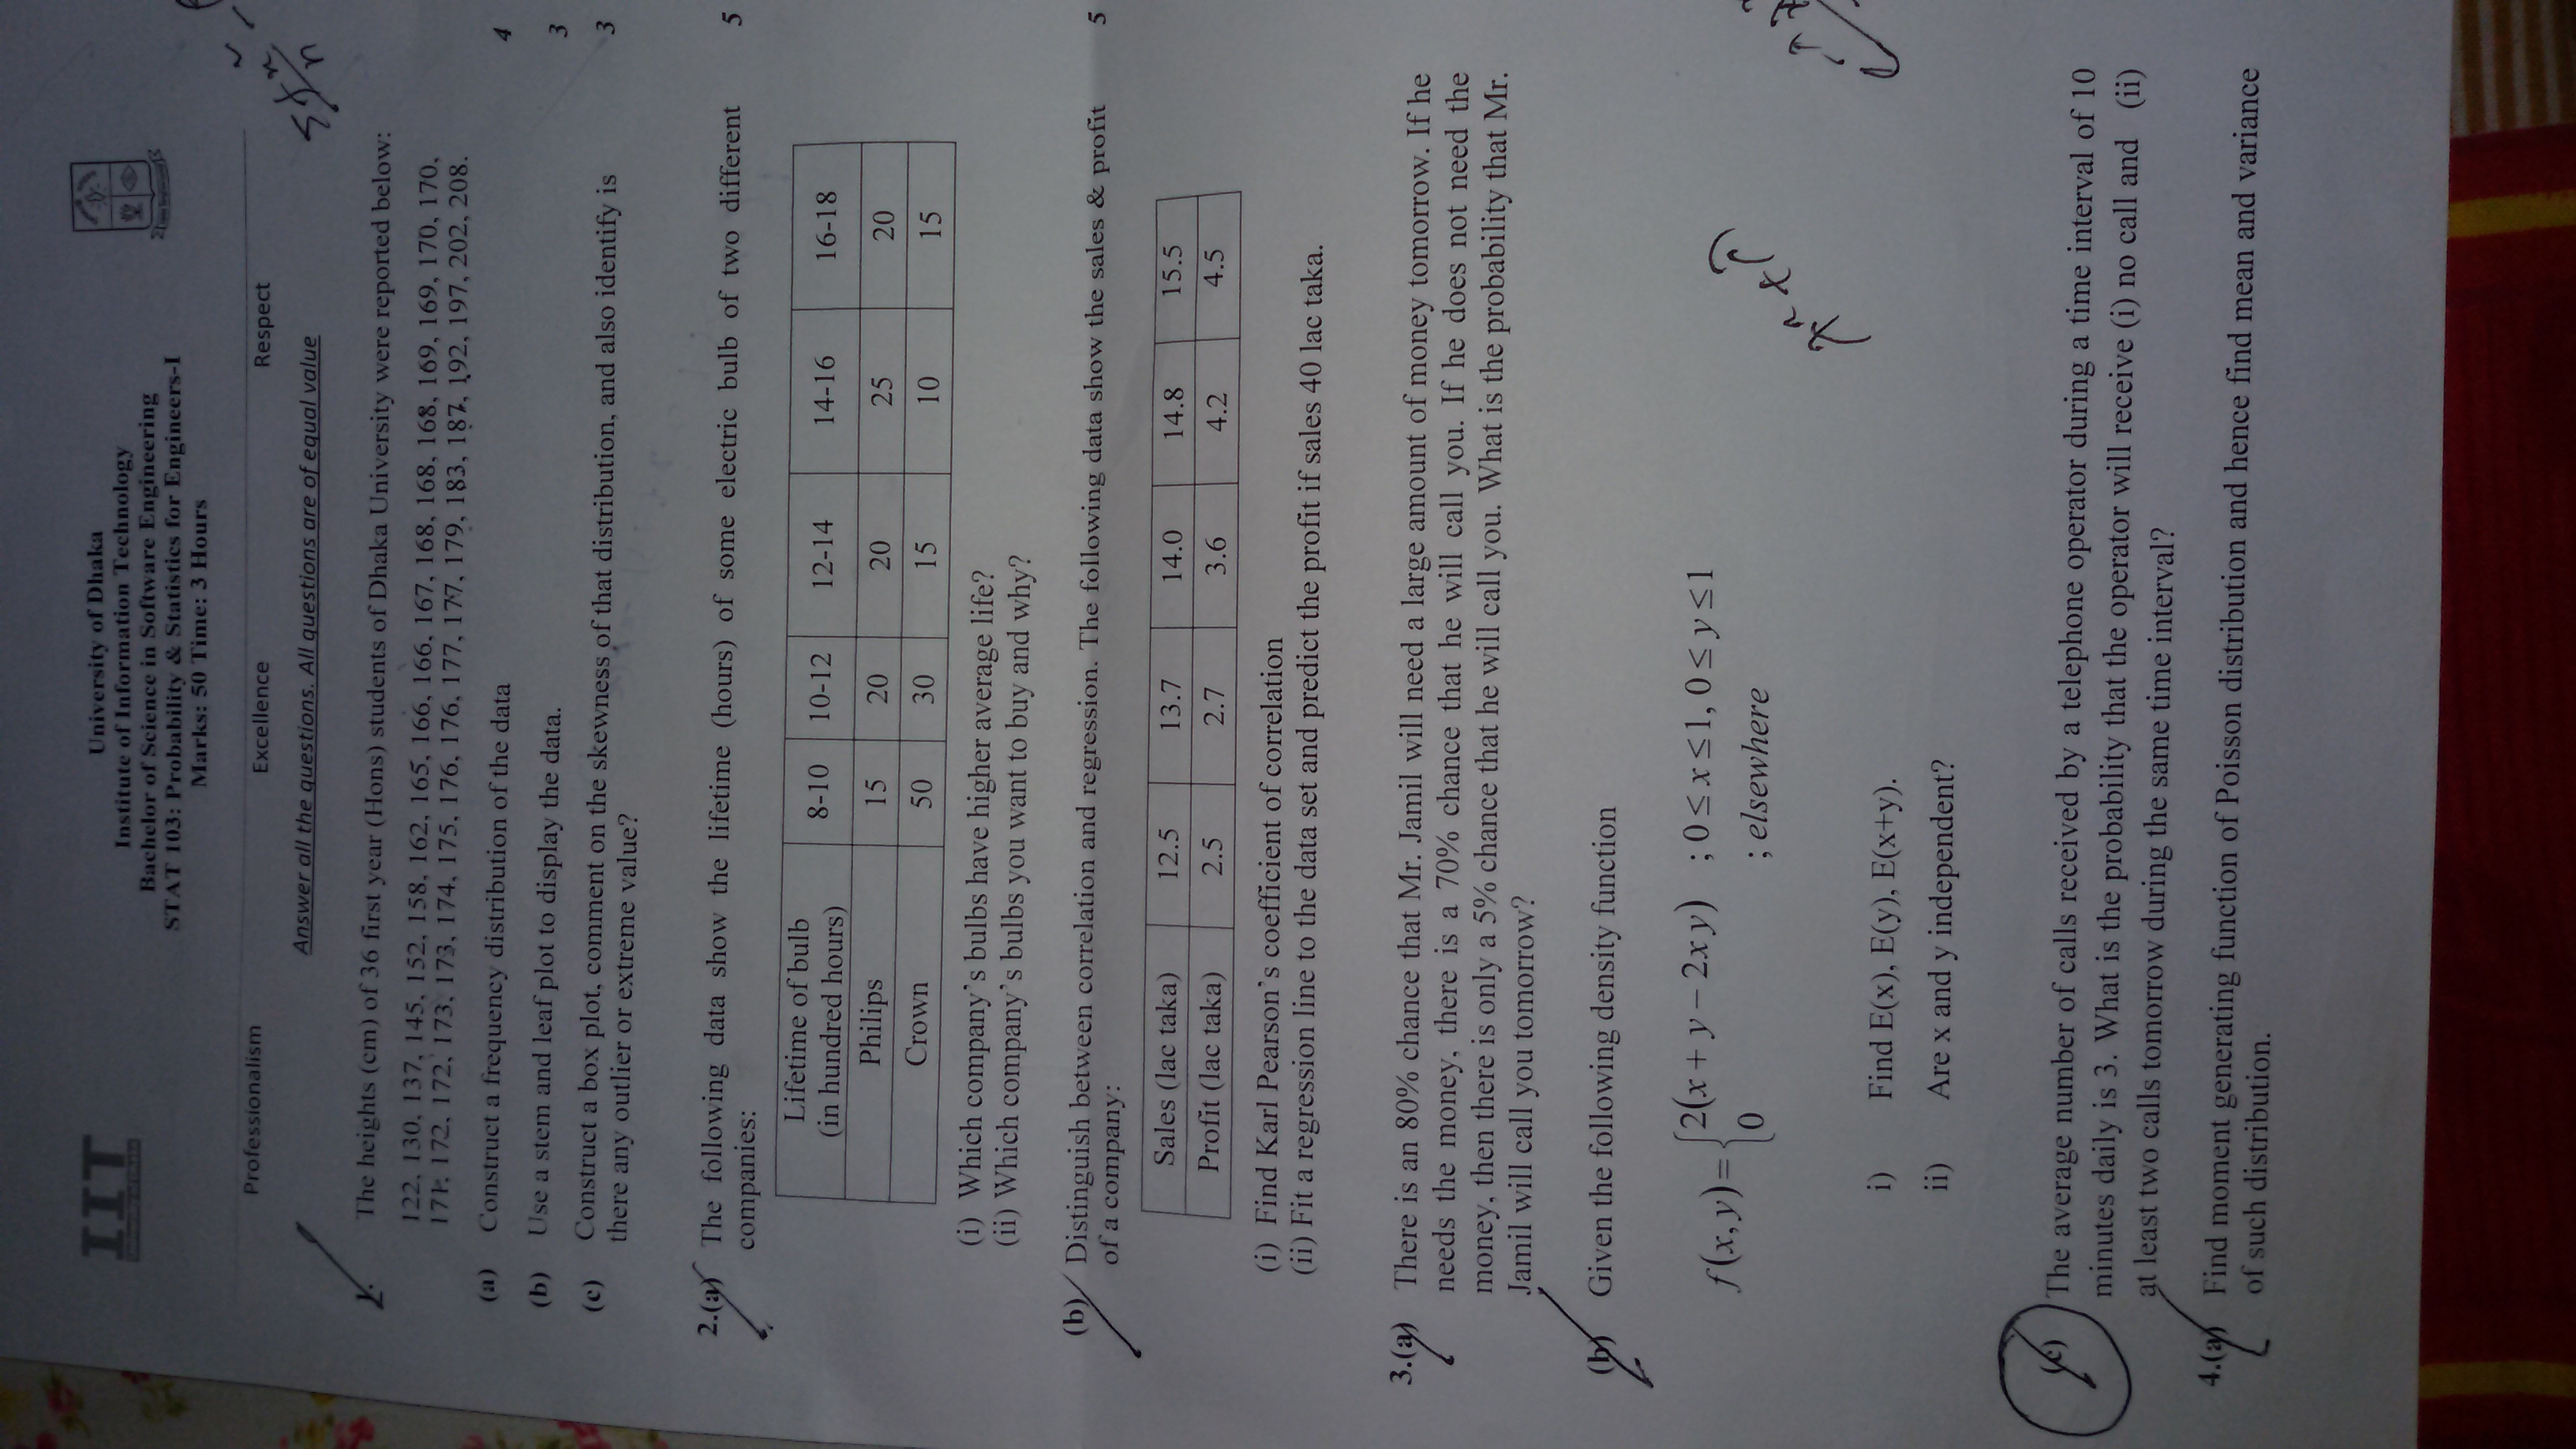 IIT
University of Dhaka
Institute of Information Technology
Bachelor of Science in Software Engineering
STAT 103: Probability & Statistics for Engineers-I
Marks: 50 Time: 3 Hours
Professionalism Excellence Respect
Answer all the questions. All questions are of equal value
1. The heights (cm) of 36 first year (Hons) students of Dhaka University were reported below:
122, 130, 137, 145, 152, 158, 162, 165, 166, 166, 167, 168, 168, 168, 169, 169, 170, 170,
171, 172, 172, 173, 173, 174, 175, 176, 176, 177, 177, 179, 183, 187, 192, 197, 202, 208.
(a) Construct a frequency distribution of the data 4
(b) Use a stem and leaf plot to display the data. 3
(c) Construct a box plot, comment on the skewness of that distribution, and also identify is 3
there any outlier or extreme value?
2.(a) The following data show the lifetime (hours) of some electric bulb of two different 5
companies:
Lifetime of bulb
(in hundred hours) 8-10 10-12 12-14 14-16 16-18
Philips 15 20 20 25 20
Crown 50 30 15 10 15
(i) Which company's bulbs have higher average life?
(ii) Which company's bulbs you want to buy and why?
(b) Distinguish between correlation and regression. The following data show the sales & profit 5
of a company:
Sales (lac taka) 12.5 13.7 14.0 14.8 15.5
Profit (lac taka) 2.5 2.7 3.6 4.2 4.5
(i) Find Karl Pearson's coefficient of correlation
(ii) Fit a regression line to the data set and predict the profit if sales 40 lac taka.
3.(a) There is an 80% chance that Mr. Jamil will need a large amount of money tomorrow. If he
needs the money, there is a 70% chance that he will call you. If he does not need the
money, then there is only a 5% chance that he will call you. What is the probability that Mr.
Jamil will call you tomorrow?
(b) Given the following density function
f(x, y) = { 2(x + y − 2xy) ; 0 ≤ x ≤ 1, 0 ≤ y ≤ 1
0 ; elsewhere
i) Find E(x), E(y), E(x+y).
ii) Are x and y independent?
(c) The average number of calls received by a telephone operator during a time interval of 10
minutes daily is 3. What is the probability that the operator will receive (i) no call and (ii)
at least two calls tomorrow during the same time interval?
4.(a) Find moment generating function of Poisson distribution and hence find mean and variance
of such distribution.